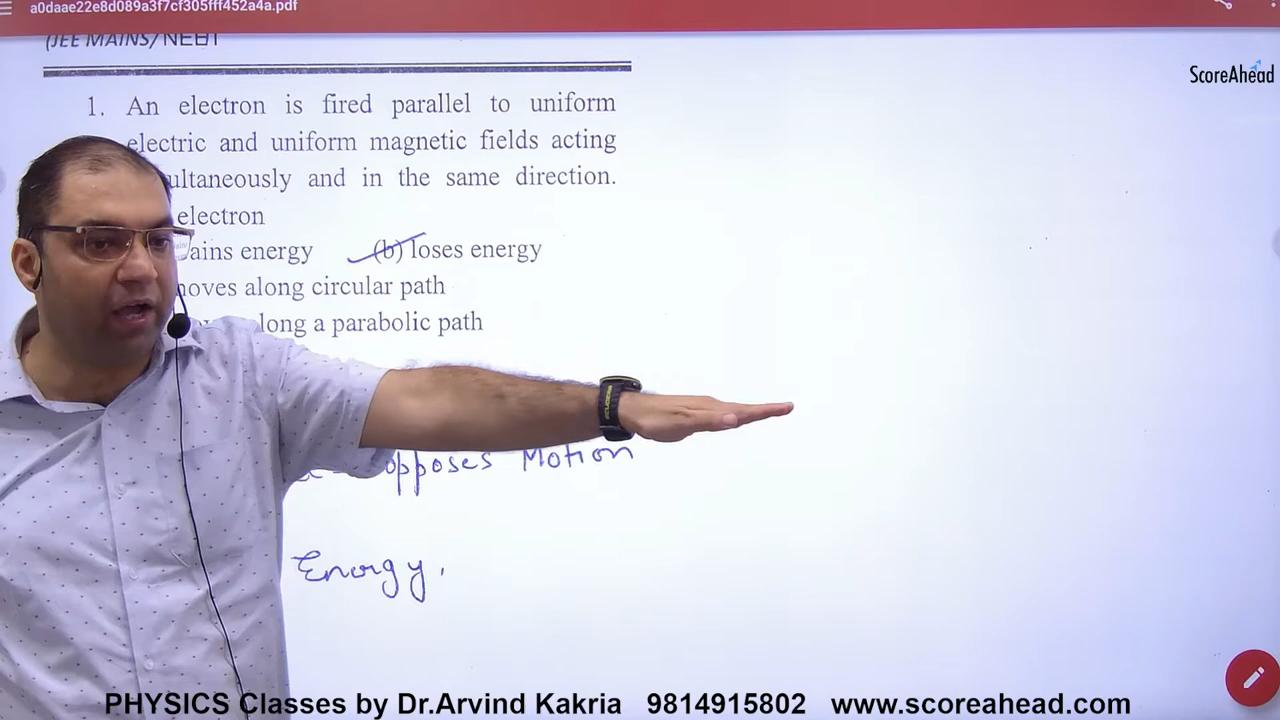 a0daae22e8d089a3f7cf305fff452a4a.pdf
(JEE MAINS/NEET
ScoreAhead
1. An electron is fired parallel to uniform
electric and uniform magnetic fields acting
ultaneously and in the same direction.
electron
ains energy (b) loses energy
moves along circular path
long a parabolic path
opposes Motion
Energy.
PHYSICS Classes by Dr.Arvind Kakria 9814915802 www.scoreahead.com